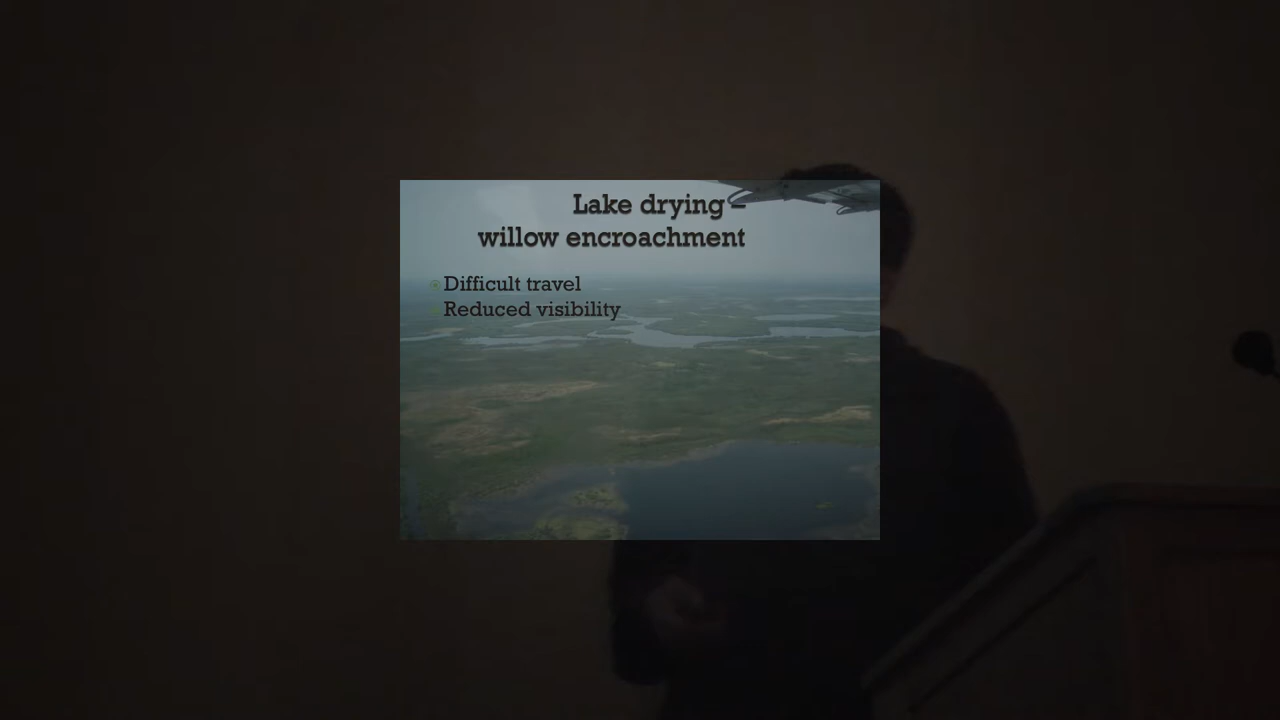 Lake drying –
willow encroachment
Difficult travel
Reduced visibility